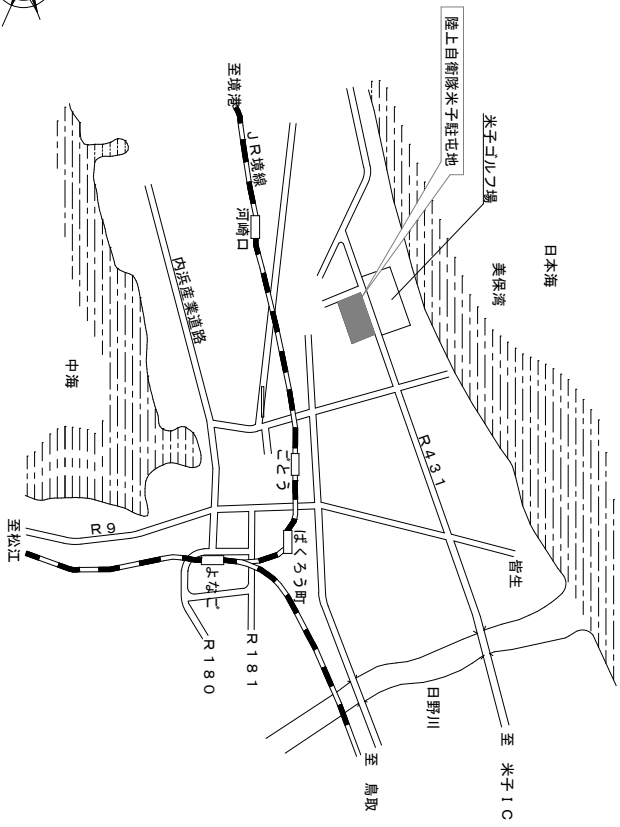 日本海
美保湾
米子ゴルフ場
陸上自衛隊米子駐屯地
至境港
JR境線
河崎口
内浜産業道路
中海
R431
ごとう
皆生
R9
至松江
ばくろう町
よなご
R181
R180
日野川
至 鳥取
至 米子IC